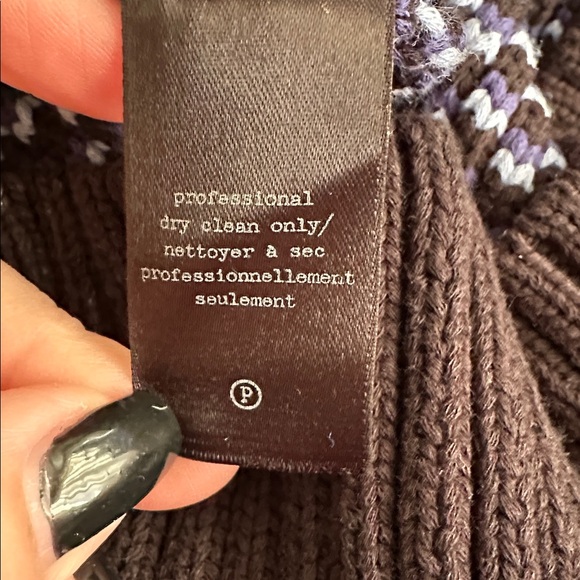 professional
dry clean only/
nettoyer à sec
professionnellement
seulement
P